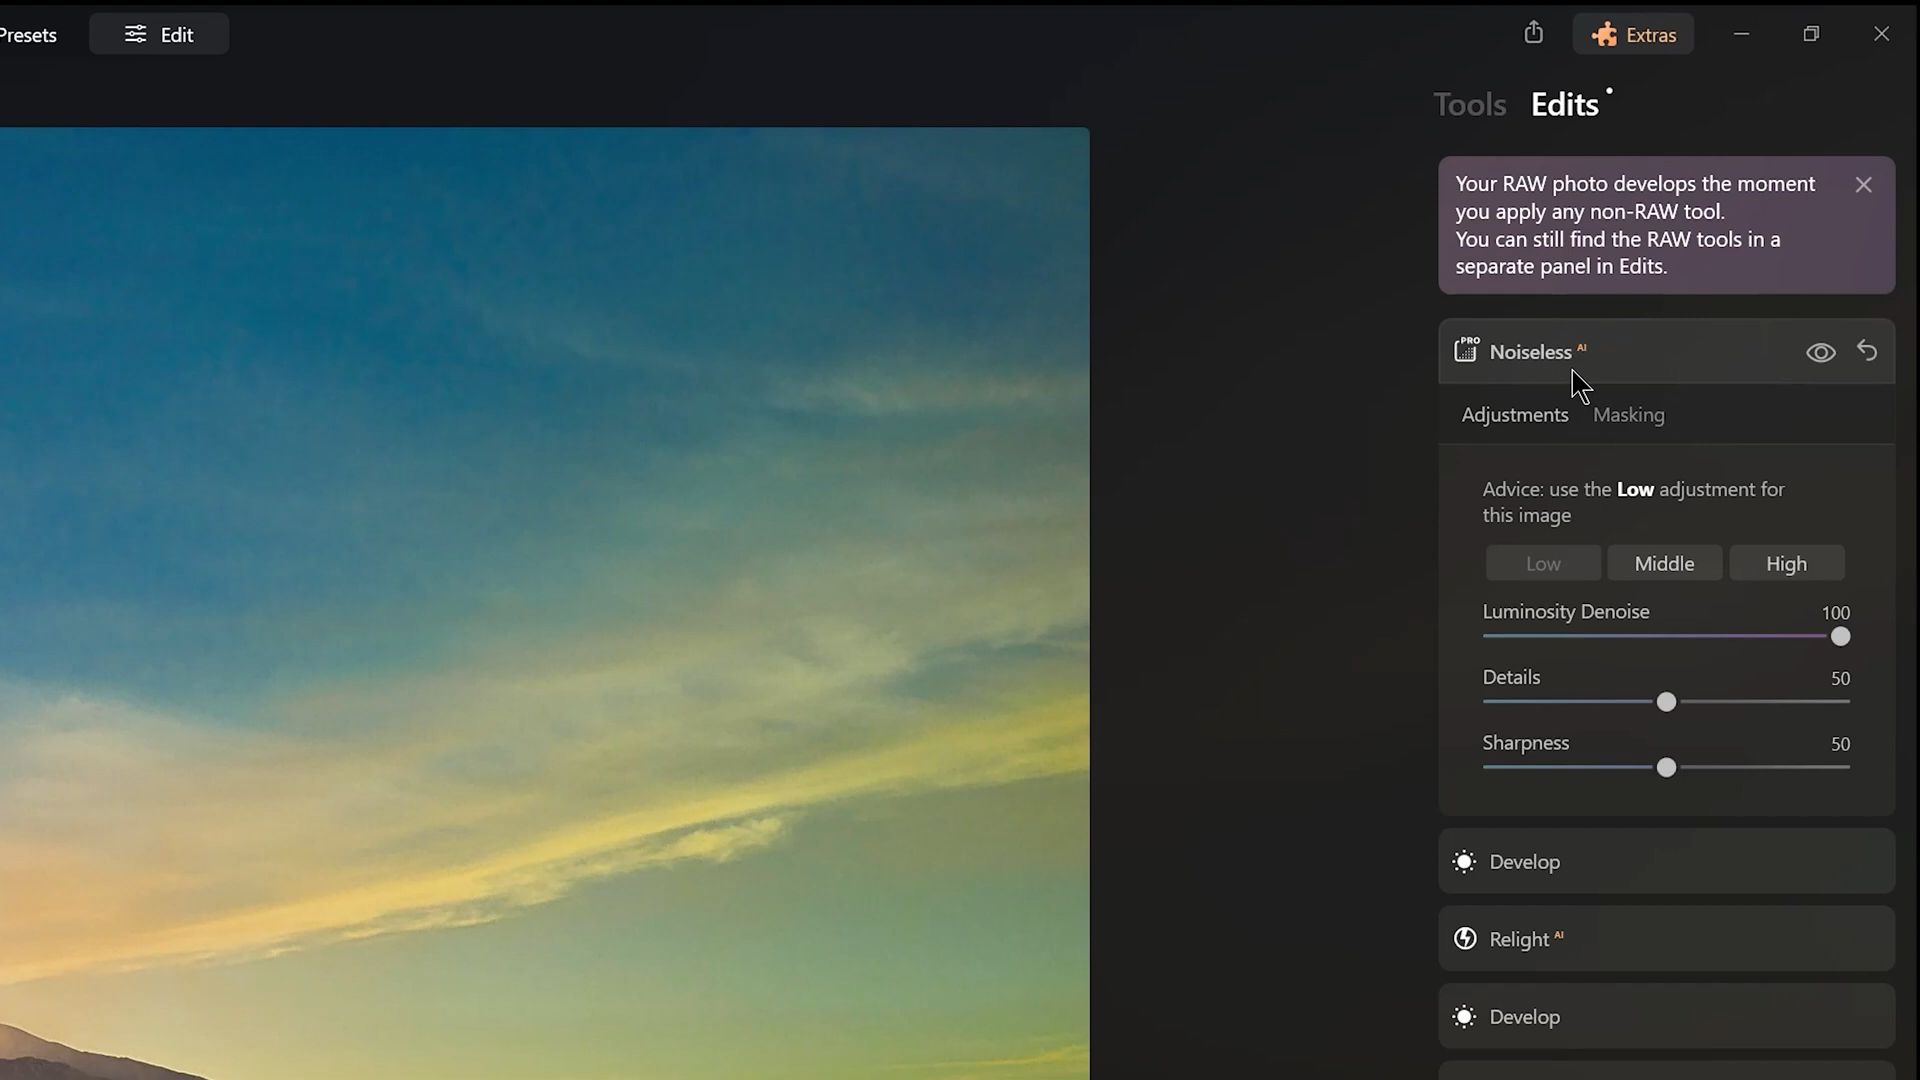 Presets
Edit
Extras
Tools Edits
Your RAW photo develops the moment
you apply any non-RAW tool.
You can still find the RAW tools in a
separate panel in Edits.
PRO
Noiseless AI
Adjustments Masking
Advice: use the Low adjustment for
this image
Low Middle High
Luminosity Denoise 100
Details 50
Sharpness 50
Develop
Relight AI
Develop